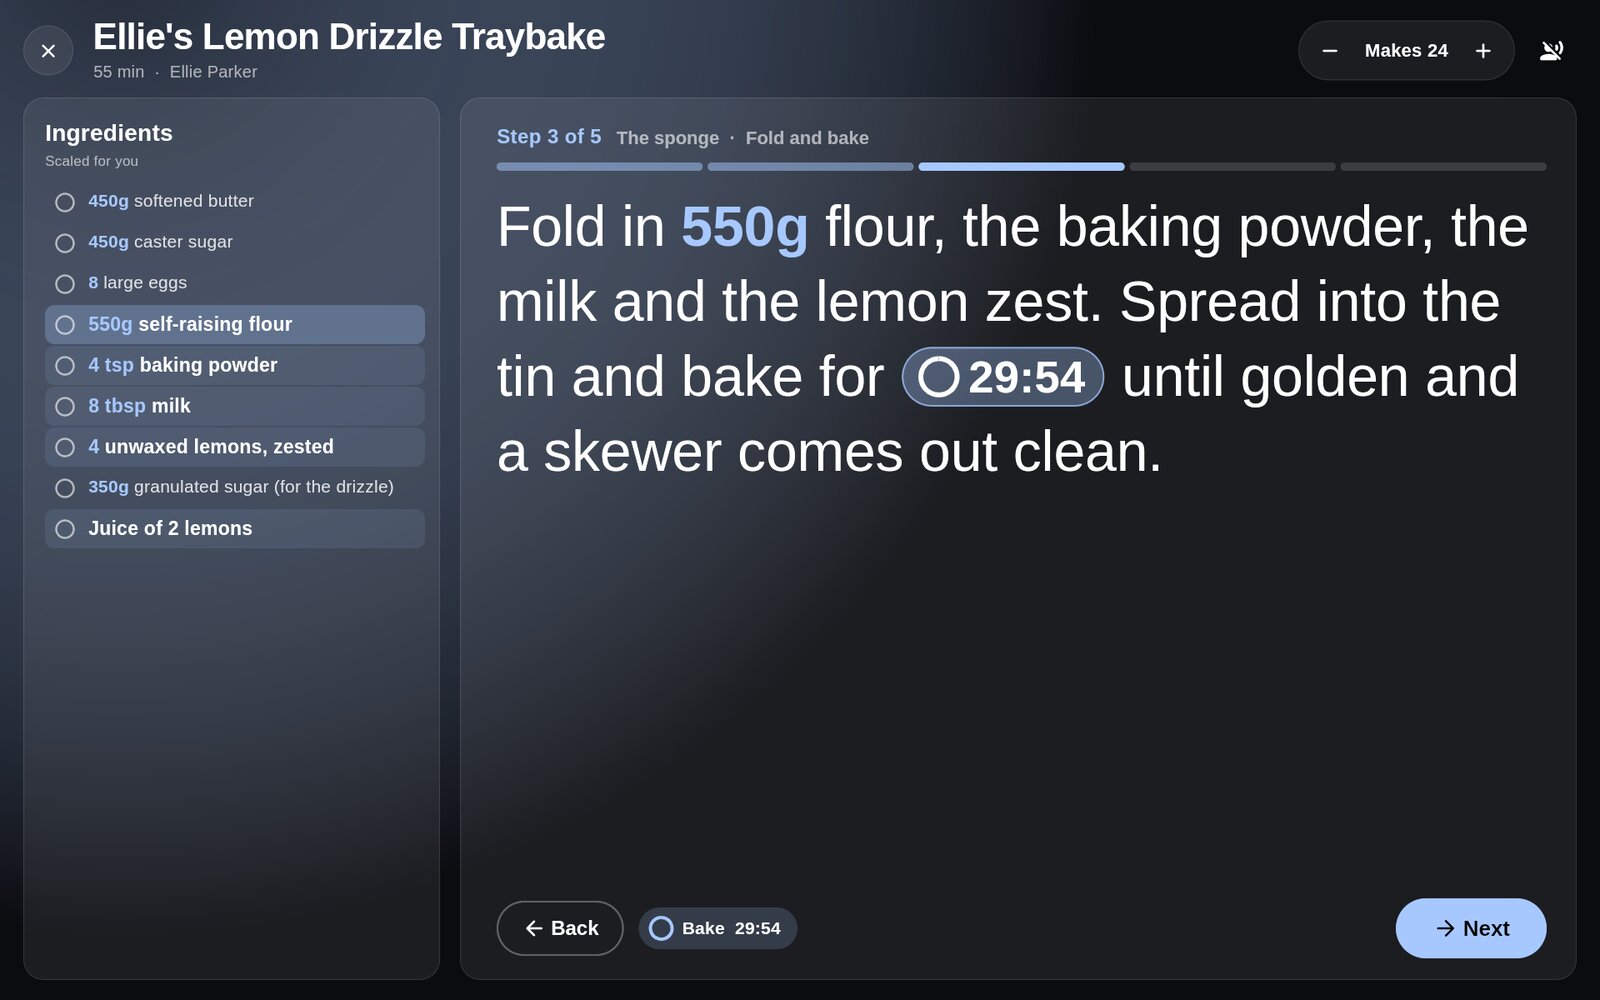 Ellie's Lemon Drizzle Traybake
55 min · Ellie Parker
Makes 24
Ingredients
Scaled for you
450g softened butter
450g caster sugar
8 large eggs
550g self-raising flour
4 tsp baking powder
8 tbsp milk
4 unwaxed lemons, zested
350g granulated sugar (for the drizzle)
Juice of 2 lemons
Step 3 of 5 The sponge · Fold and bake
Fold in 550g flour, the baking powder, the
milk and the lemon zest. Spread into the
tin and bake for 29:54 until golden and
a skewer comes out clean.
Back
Bake 29:54
Next